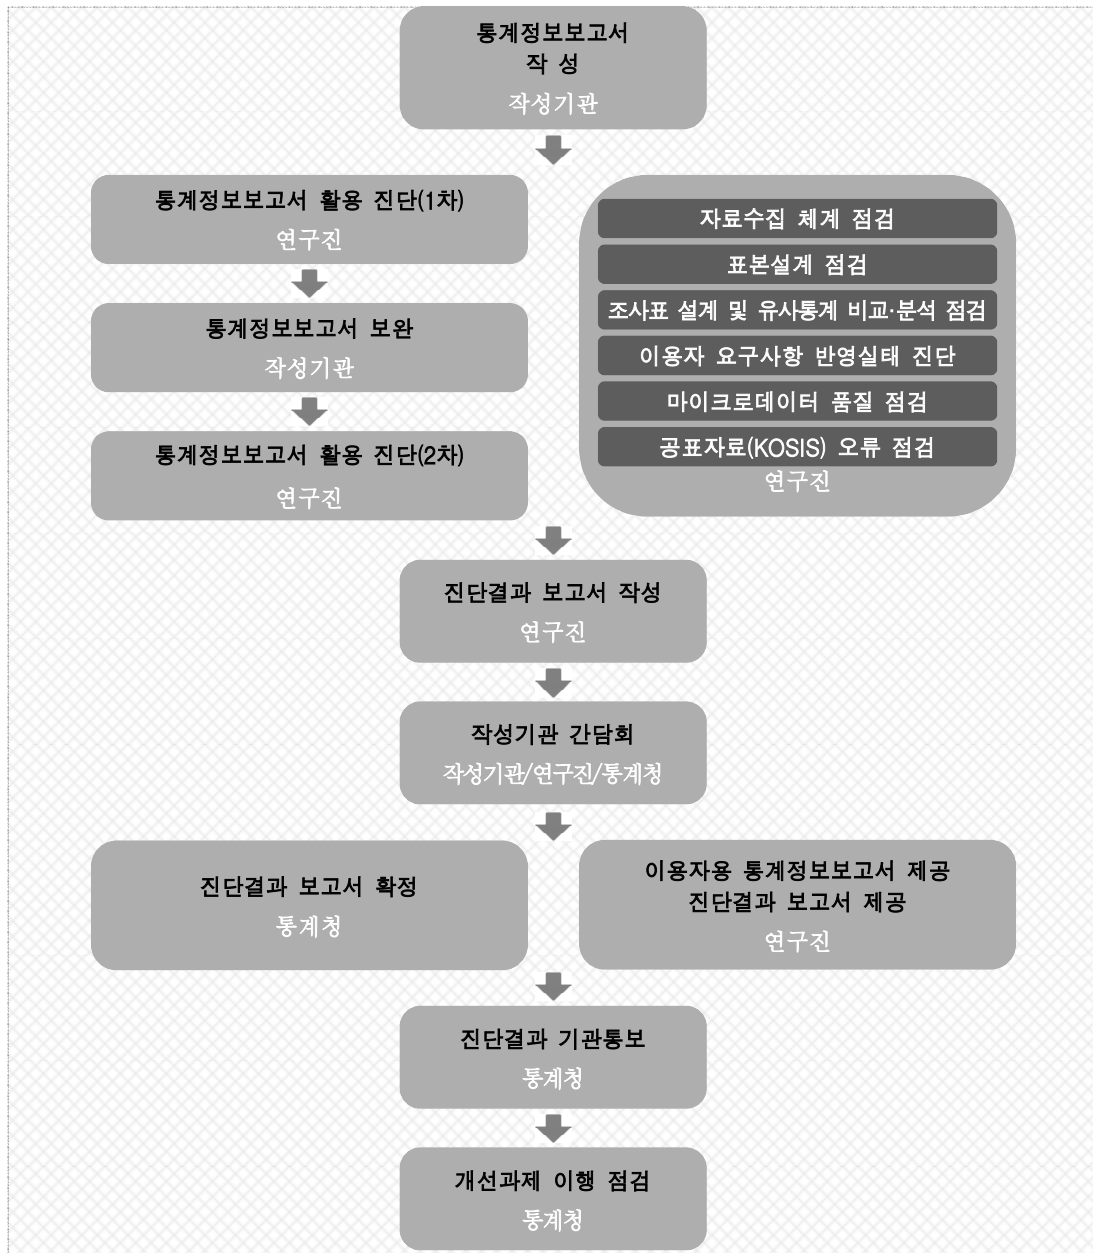 통계정보보고서
작 성
작성기관
통계정보보고서 활용 진단(1차)
연구진
통계정보보고서 보완
작성기관
통계정보보고서 활용 진단(2차)
연구진
자료수집 체계 점검
표본설계 점검
조사표 설계 및 유사통계 비교·분석 점검
이용자 요구사항 반영실태 진단
마이크로데이터 품질 점검
공표자료(KOSIS) 오류 점검
연구진
진단결과 보고서 작성
연구진
작성기관 간담회
작성기관/연구진/통계청
진단결과 보고서 확정
통계청
이용자용 통계정보보고서 제공
진단결과 보고서 제공
연구진
진단결과 기관통보
통계청
개선과제 이행 점검
통계청